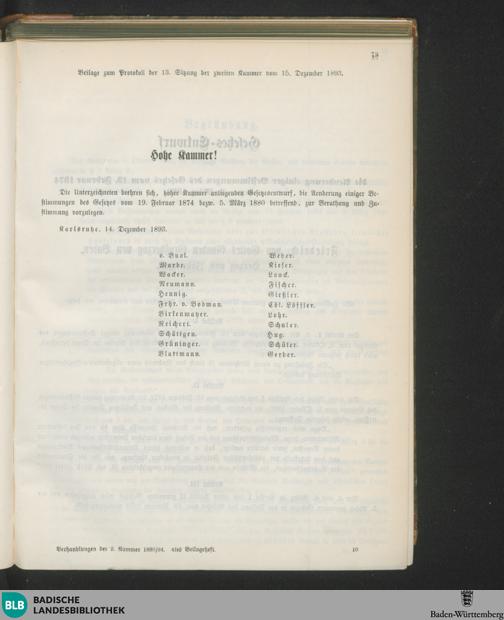 Beilage zum Protokoll der 13. Sitzung der zweiten Kammer vom 15. Dezember 1893.
Hohe Kammer!
Die Unterzeichneten beehren sich, hoher Kammer anliegenden Gesetzentwurf, die Aenderung einiger Be-
stimmungen des Gesetzes vom 19. Februar 1874 bezw. 5. März 1880 betreffend, zur Berathung und Zu-
stimmung vorzulegen.
Karlsruhe, 14. Dezember 1893.
v. Buol.
Marbe.
Wacker.
Neumann.
Hennig.
Frhr. v. Bodman.
Birkenmayer.
Reichert.
Schättgen.
Grüninger.
Blattmann.
Weber.
Kiefer.
Lauck.
Fischer.
Gießler.
Löffler.
Lohr.
Schuler.
Hug.
Schüler.
Gerber.
Verhandlungen der 2. Kammer 1893/94. 4tes Beilagenheft.
10
BLB
BADISCHE
LANDESBIBLIOTHEK
Baden-Württemberg